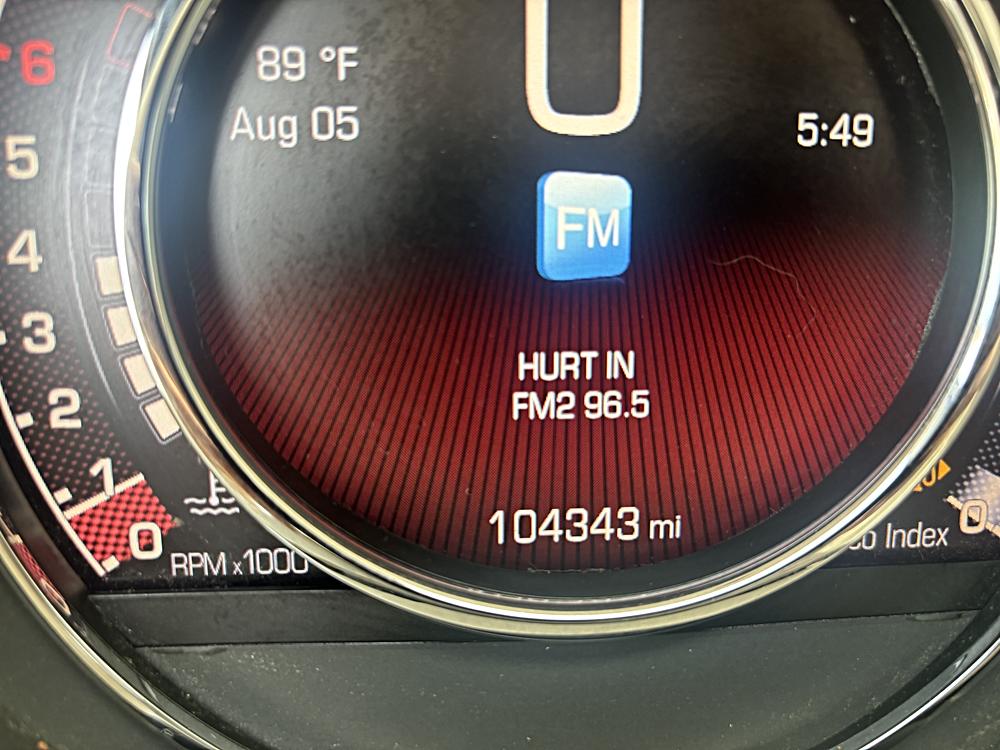 89 °F
Aug 05
0
5:49
FM
HURT IN
FM2 96.5
104343 mi
6
5
4
3
2
1
0
RPM x1000
Index
0